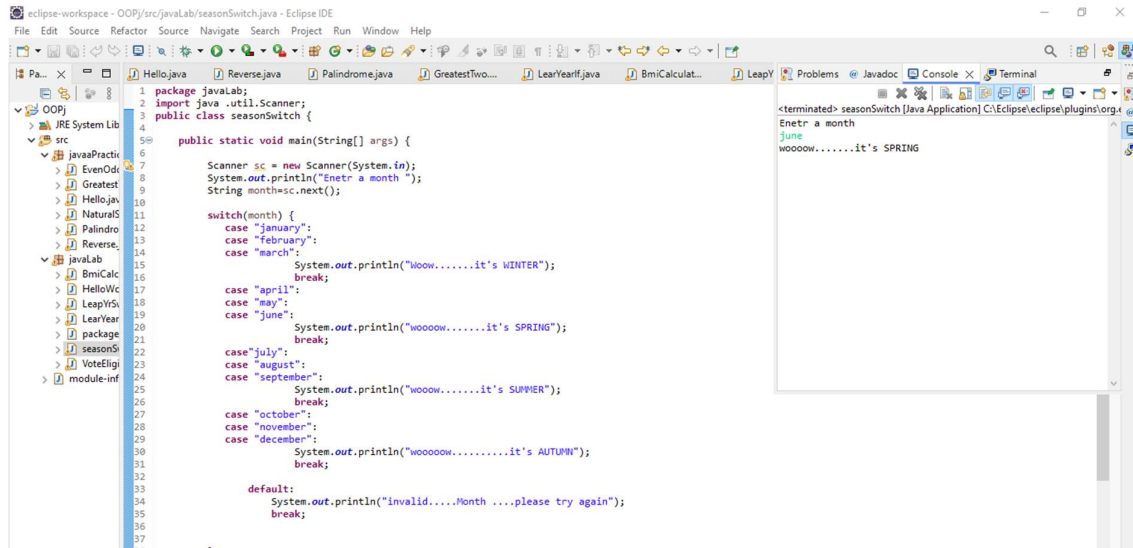 eclipse-workspace - OOPj/src/javaLab/seasonSwitch.java - Eclipse IDE
File Edit Source Refactor Source Navigate Search Project Run Window Help
Pa...
Hello.java Reverse.java Palindrome.java GreatestTwo.... LearYearIf.java BmiCalculat... LeapY
Problems @ Javadoc Console Terminal
OOPj
JRE System Lib
src
javaaPractic
EvenOdd
Greatest
Hello.jav
NaturalS
Palindro
Reverse.j
javaLab
BmiCalc
HelloWo
LeapYrSv
LearYear
package
seasonSv
VoteEligi
module-inf
1 package javaLab;
2 import java .util.Scanner;
3 public class seasonSwitch {
4
5 public static void main(String[] args) {
6
7 Scanner sc = new Scanner(System.in);
8 System.out.println("Enetr a month ");
9 String month=sc.next();
10
11 switch(month) {
12 case "january":
13 case "february":
14 case "march":
15 System.out.println("Woow.......it's WINTER");
16 break;
17 case "april":
18 case "may":
19 case "june":
20 System.out.println("woooow.......it's SPRING");
21 break;
22 case"july":
23 case "august":
24 case "september":
25 System.out.println("wooow.......it's SUMMER");
26 break;
27 case "october":
28 case "november":
29 case "december":
30 System.out.println("wooooow..........it's AUTUMN");
31 break;
32
33 default:
34 System.out.println("invalid.....Month ....please try again");
35 break;
36
37
<terminated> seasonSwitch [Java Application] C:\Eclipse\eclipse\plugins\org.e
Enetr a month
june
woooow.......it's SPRING